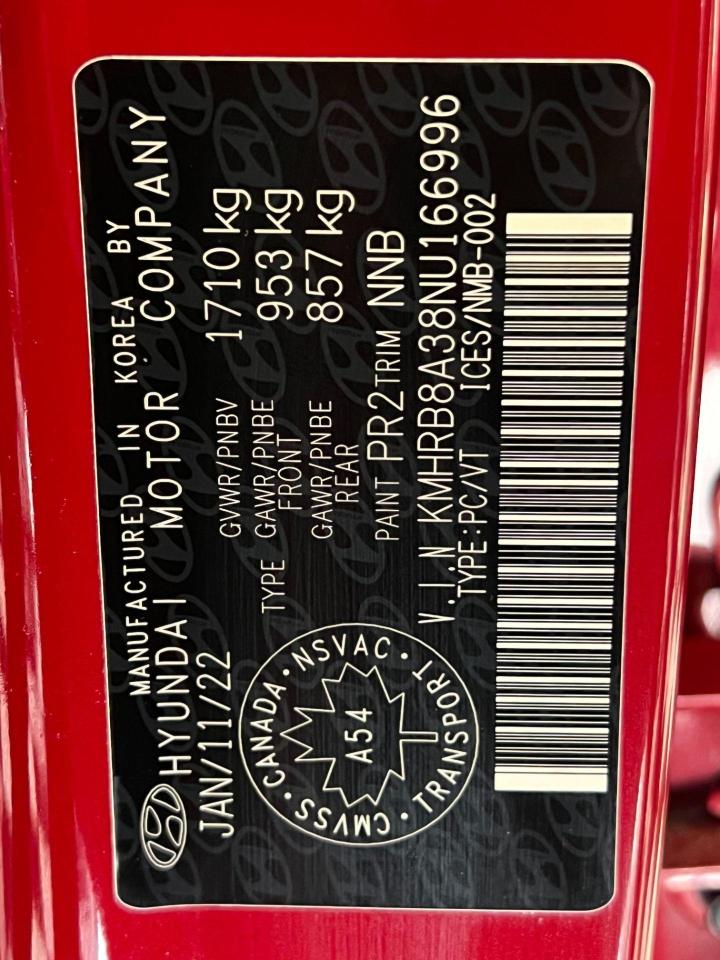 MANUFACTURED IN KOREA BY
HYUNDAI MOTOR COMPANY
JAN/11/22
GVWR/PNBV 1710 kg
TYPE GAWR/PNBE FRONT 953 kg
GAWR/PNBE REAR 857 kg
PAINT PR2 TRIM NNB
V.I.N KMHRB8A38NU166996
TYPE:PC/VT ICES/NMB-002
CANADA · NSVAC · TRANSPORT · CMVSS ·
A54